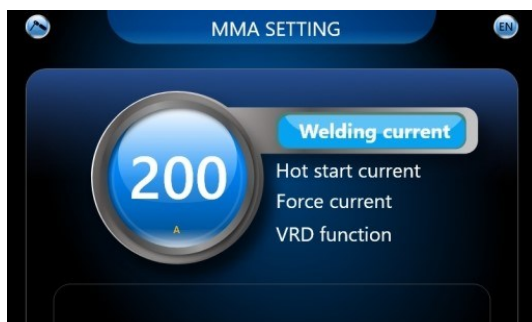 MMA SETTING
EN
Welding current
200
A
Hot start current
Force current
VRD function